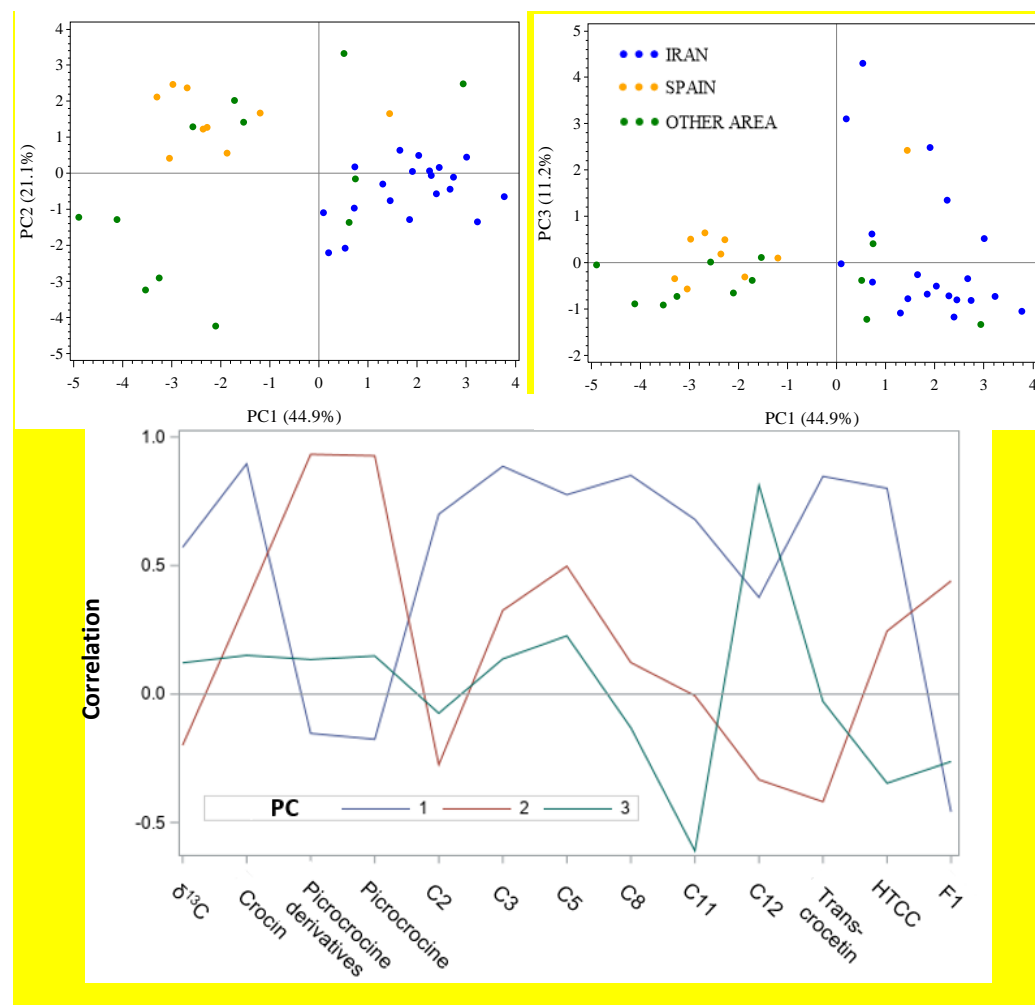 4
3
2
1
0
-1
-2
-3
-4
-5
PC2 (21.1%)
-5 -4 -3 -2 -1 0 1 2 3 4
PC1 (44.9%)
IRAN
SPAIN
OTHER AREA
5
4
3
2
1
0
-1
-2
PC3 (11.2%)
-5 -4 -3 -2 -1 0 1 2 3 4
PC1 (44.9%)
1.0
0.5
0.0
-0.5
Correlation
PC 1 2 3
δ¹³C
Crocin
Picrocrocine
derivatives
Picrocrocine
C2
C3
C5
C8
C11
C12
Trans-
crocetin
HTCC
F1